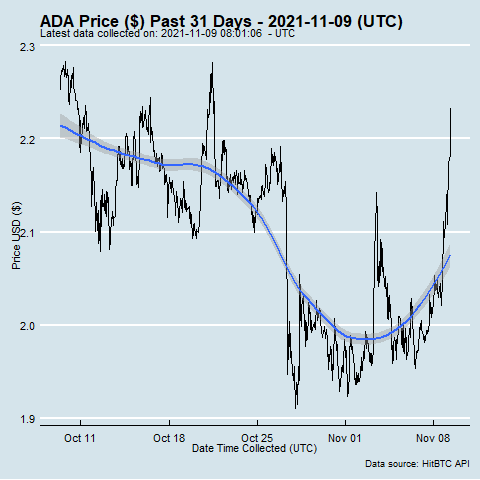 ADA Price ($) Past 31 Days - 2021-11-09 (UTC)
Latest data collected on: 2021-11-09 08:01:06 - UTC
2.3
2.2
2.1
2.0
1.9
Price USD ($)
Oct 11 Oct 18 Oct 25 Nov 01 Nov 08
Date Time Collected (UTC)
Data source: HitBTC API